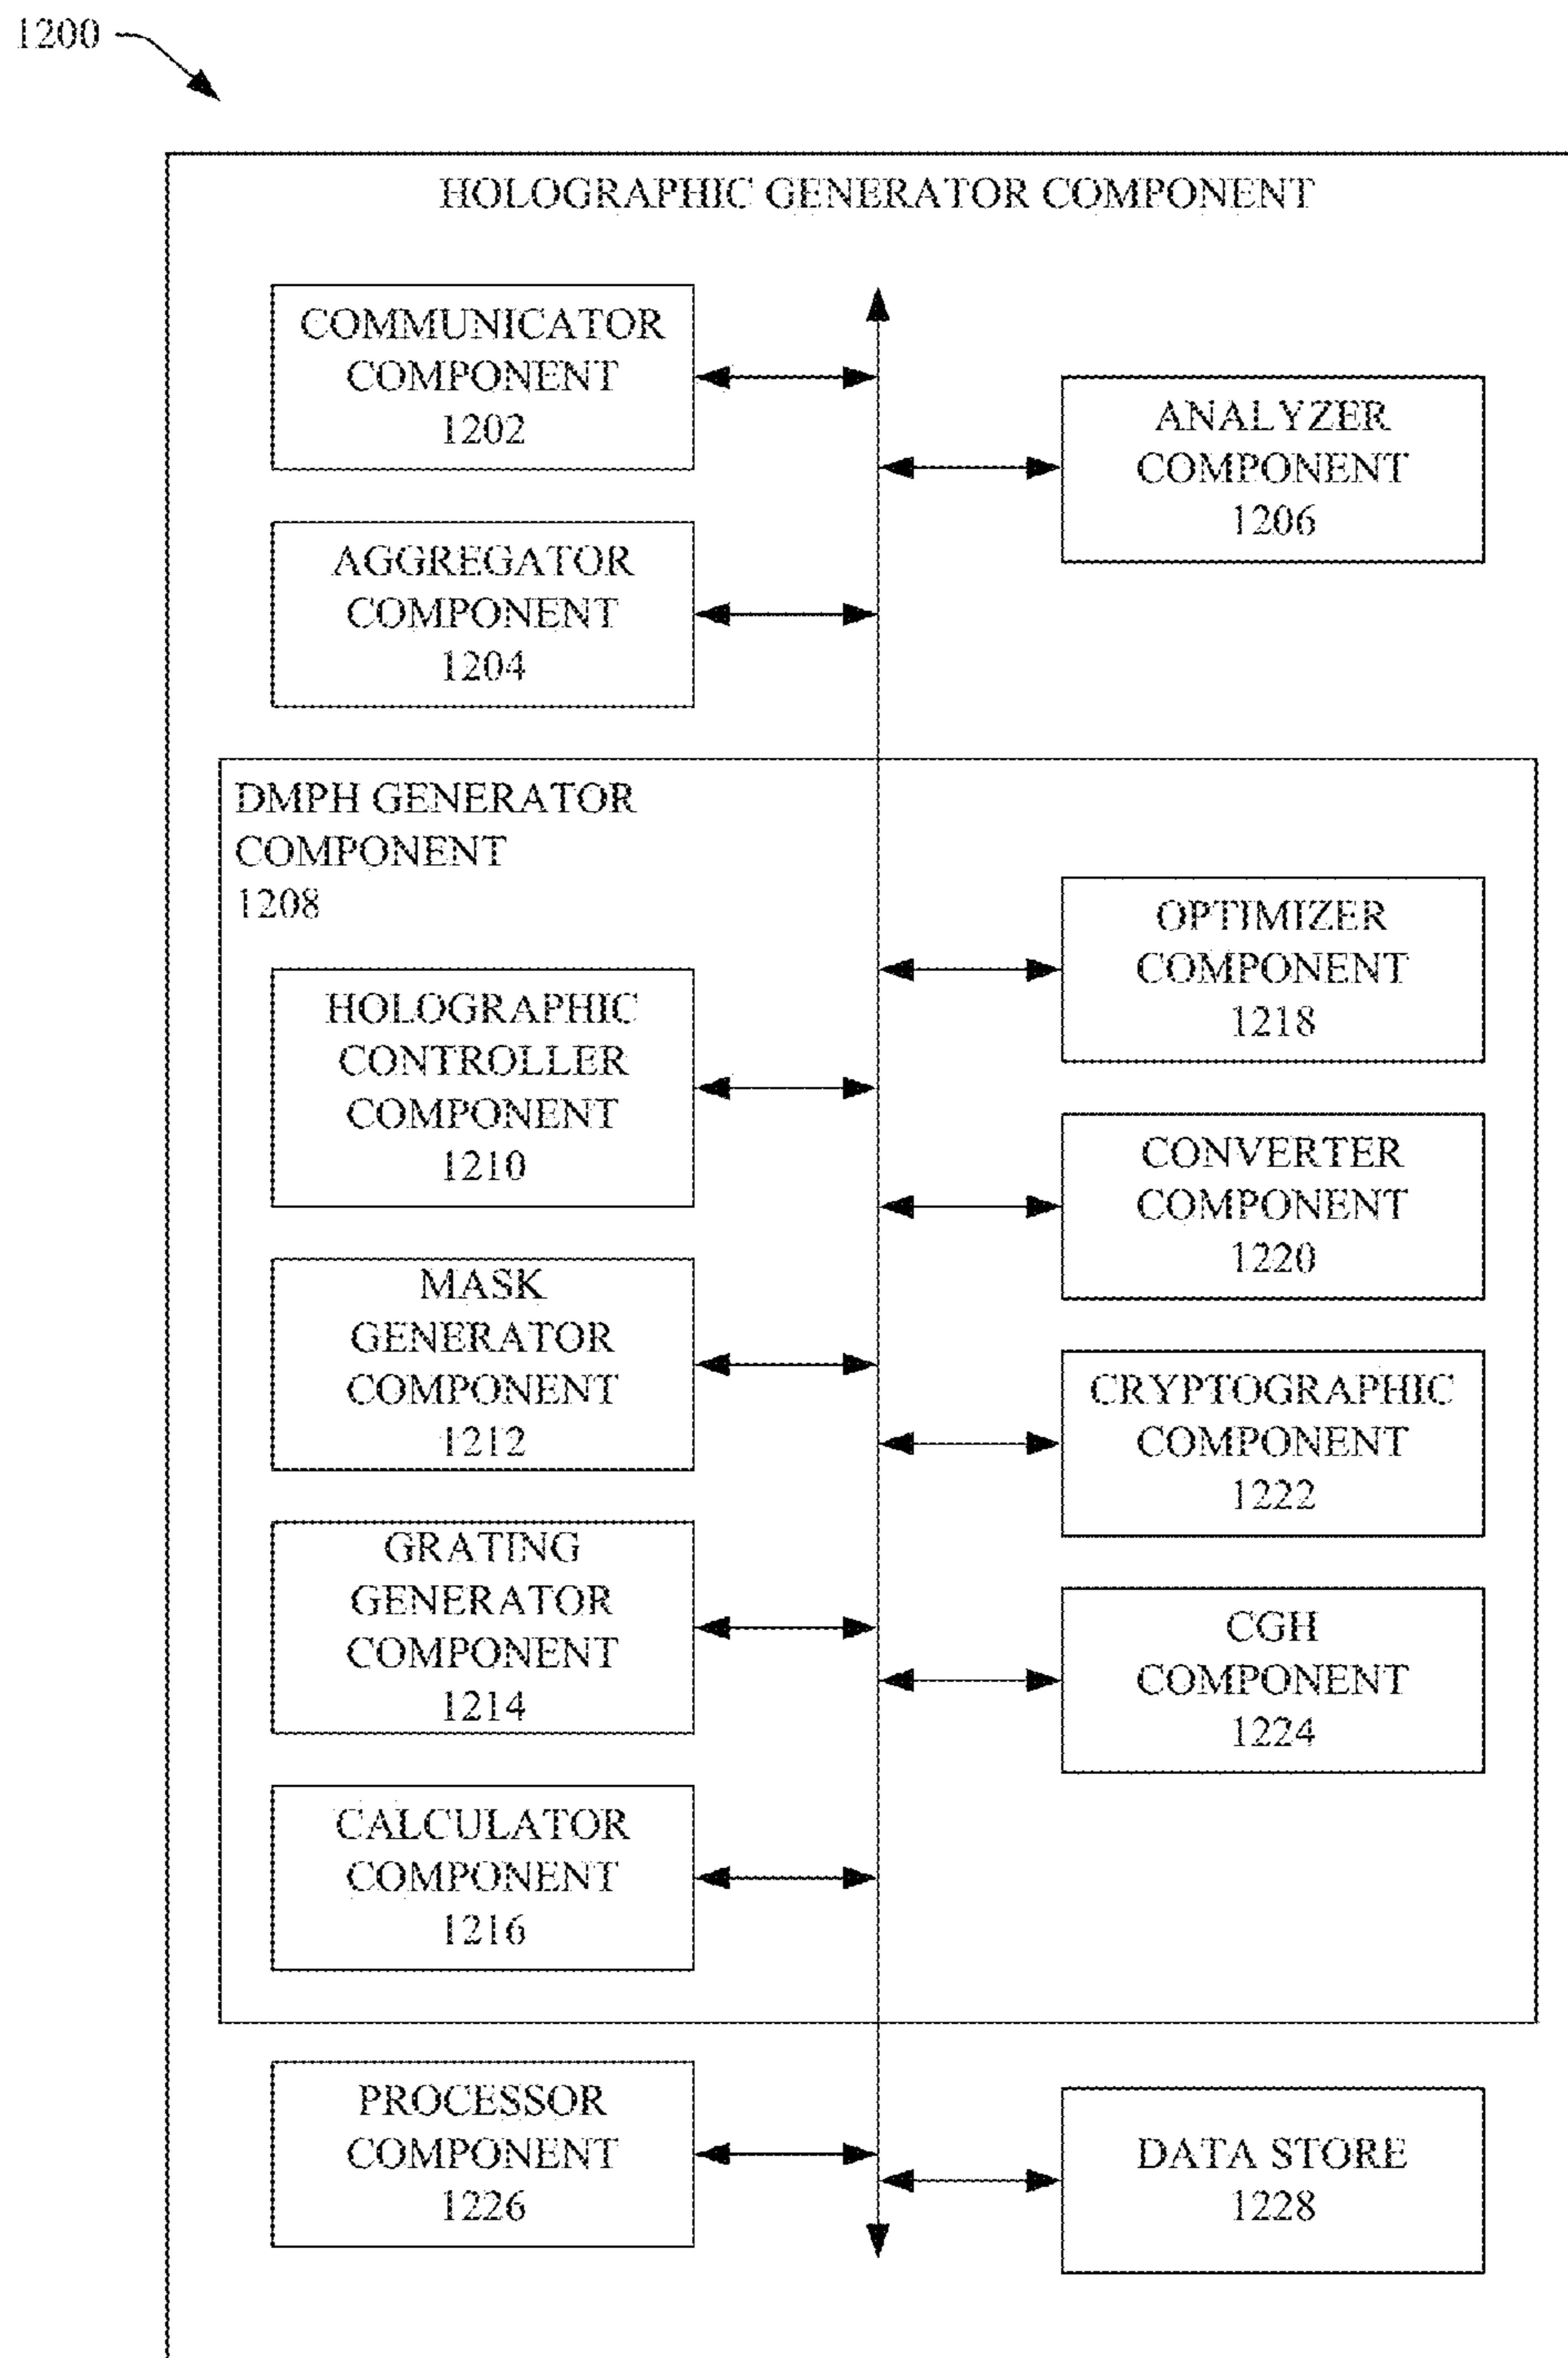 1200
HOLOGRAPHIC GENERATOR COMPONENT
COMMUNICATOR
COMPONENT
1202
ANALYZER
COMPONENT
1206
AGGREGATOR
COMPONENT
1204
DMPH GENERATOR
COMPONENT
1208
HOLOGRAPHIC
CONTROLLER
COMPONENT
1210
MASK
GENERATOR
COMPONENT
1212
GRATING
GENERATOR
COMPONENT
1214
CALCULATOR
COMPONENT
1216
OPTIMIZER
COMPONENT
1218
CONVERTER
COMPONENT
1220
CRYPTOGRAPHIC
COMPONENT
1222
CGH
COMPONENT
1224
PROCESSOR
COMPONENT
1226
DATA STORE
1228